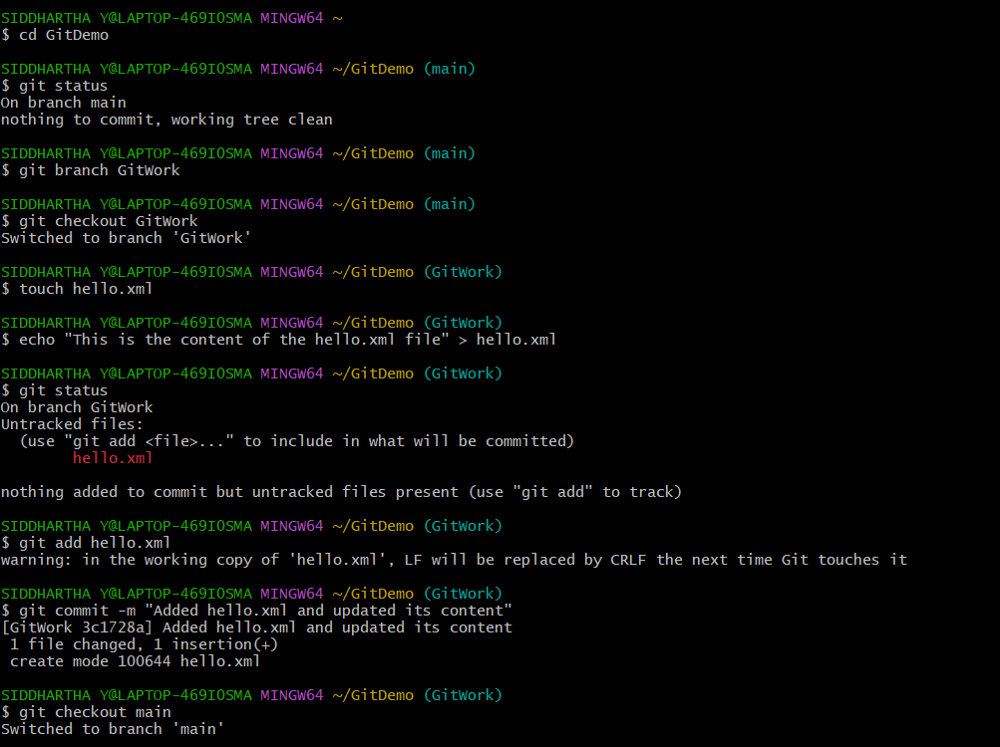 SIDDHARTHA Y@LAPTOP-469IOSMA MINGW64 ~
$ cd GitDemo
SIDDHARTHA Y@LAPTOP-469IOSMA MINGW64 ~/GitDemo (main)
$ git status
On branch main
nothing to commit, working tree clean
SIDDHARTHA Y@LAPTOP-469IOSMA MINGW64 ~/GitDemo (main)
$ git branch GitWork
SIDDHARTHA Y@LAPTOP-469IOSMA MINGW64 ~/GitDemo (main)
$ git checkout GitWork
Switched to branch 'GitWork'
SIDDHARTHA Y@LAPTOP-469IOSMA MINGW64 ~/GitDemo (GitWork)
$ touch hello.xml
SIDDHARTHA Y@LAPTOP-469IOSMA MINGW64 ~/GitDemo (GitWork)
$ echo "This is the content of the hello.xml file" > hello.xml
SIDDHARTHA Y@LAPTOP-469IOSMA MINGW64 ~/GitDemo (GitWork)
$ git status
On branch GitWork
Untracked files:
  (use "git add <file>..." to include in what will be committed)
        hello.xml
nothing added to commit but untracked files present (use "git add" to track)
SIDDHARTHA Y@LAPTOP-469IOSMA MINGW64 ~/GitDemo (GitWork)
$ git add hello.xml
warning: in the working copy of 'hello.xml', LF will be replaced by CRLF the next time Git touches it
SIDDHARTHA Y@LAPTOP-469IOSMA MINGW64 ~/GitDemo (GitWork)
$ git commit -m "Added hello.xml and updated its content"
[GitWork 3c1728a] Added hello.xml and updated its content
 1 file changed, 1 insertion(+)
 create mode 100644 hello.xml
SIDDHARTHA Y@LAPTOP-469IOSMA MINGW64 ~/GitDemo (GitWork)
$ git checkout main
Switched to branch 'main'